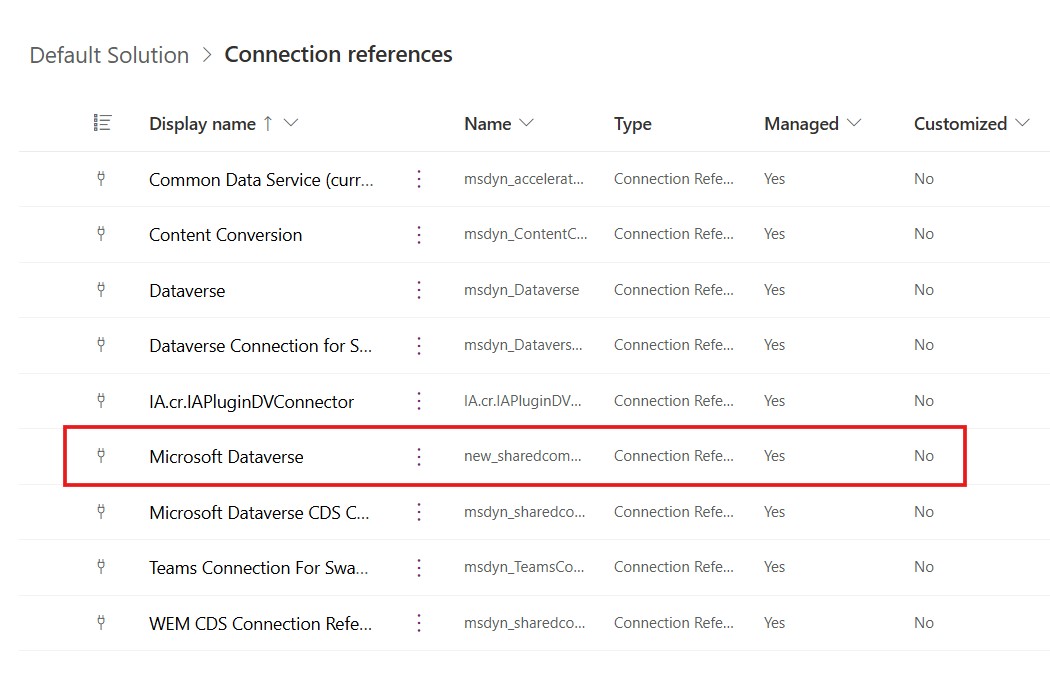 Default Solution > Connection references
Display name ↑ Name Type Managed Customized
Common Data Service (curr... msdyn_accelerat... Connection Refe... Yes No
Content Conversion msdyn_ContentC... Connection Refe... Yes No
Dataverse msdyn_Dataverse Connection Refe... Yes No
Dataverse Connection for S... msdyn_Datavers... Connection Refe... Yes No
IA.cr.IAPluginDVConnector IA.cr.IAPluginDV... Connection Refe... Yes No
Microsoft Dataverse new_sharedcom... Connection Refe... Yes No
Microsoft Dataverse CDS C... msdyn_sharedco... Connection Refe... Yes No
Teams Connection For Swa... msdyn_TeamsCo... Connection Refe... Yes No
WEM CDS Connection Refe... msdyn_sharedco... Connection Refe... Yes No